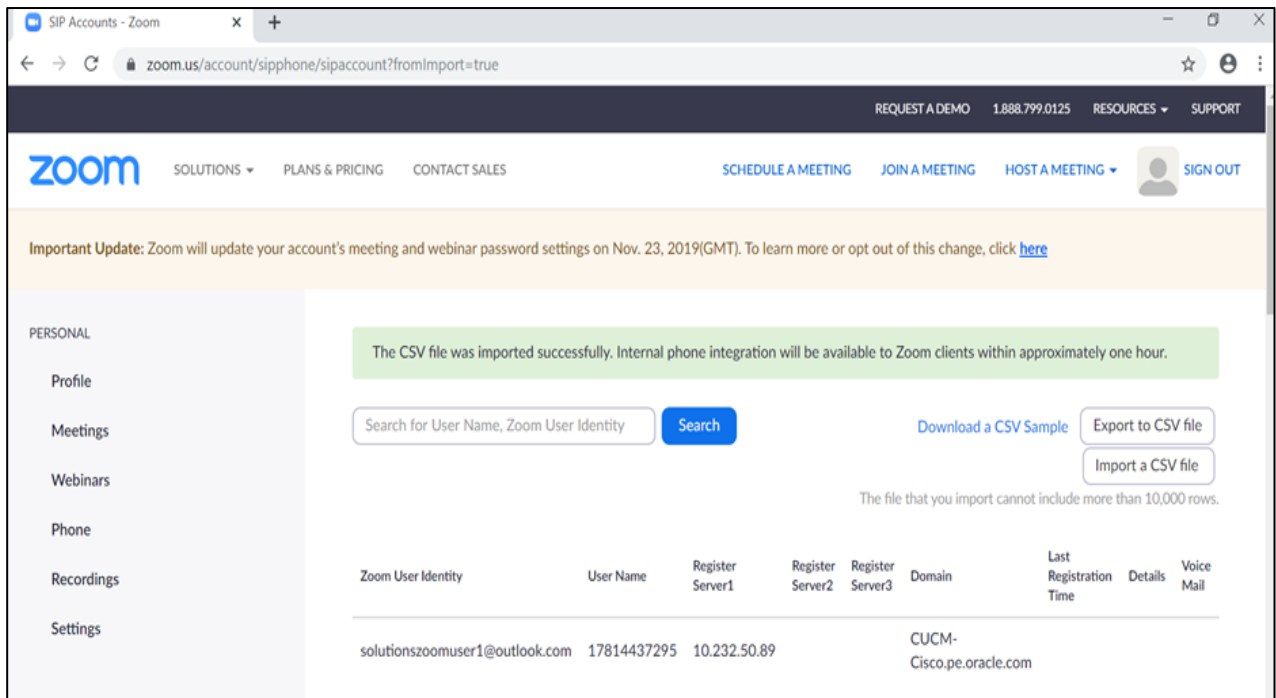 SIP Accounts - Zoom
zoom.us/account/sipphone/sipaccount?fromImport=true
REQUEST A DEMO 1.888.799.0125 RESOURCES SUPPORT
zoom SOLUTIONS PLANS & PRICING CONTACT SALES SCHEDULE A MEETING JOIN A MEETING HOST A MEETING SIGN OUT
Important Update: Zoom will update your account's meeting and webinar password settings on Nov. 23, 2019(GMT). To learn more or opt out of this change, click here
PERSONAL
Profile
Meetings
Webinars
Phone
Recordings
Settings
The CSV file was imported successfully. Internal phone integration will be available to Zoom clients within approximately one hour.
Search for User Name, Zoom User Identity Search Download a CSV Sample Export to CSV file
Import a CSV file
The file that you import cannot include more than 10,000 rows.
Zoom User Identity User Name Register Server1 Register Server2 Register Server3 Domain Last Registration Time Details Voice Mail
solutionszoomuser1@outlook.com 17814437295 10.232.50.89 CUCM-
Cisco.pe.oracle.com